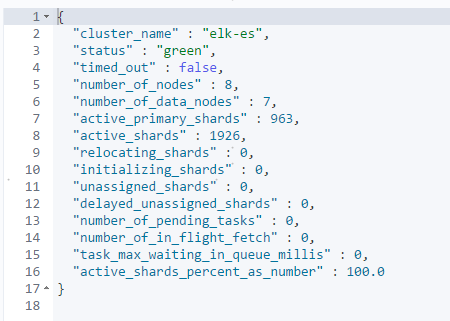 1 {
2 "cluster_name" : "elk-es",
3 "status" : "green",
4 "timed_out" : false,
5 "number_of_nodes" : 8,
6 "number_of_data_nodes" : 7,
7 "active_primary_shards" : 963,
8 "active_shards" : 1926,
9 "relocating_shards" : 0,
10 "initializing_shards" : 0,
11 "unassigned_shards" : 0,
12 "delayed_unassigned_shards" : 0,
13 "number_of_pending_tasks" : 0,
14 "number_of_in_flight_fetch" : 0,
15 "task_max_waiting_in_queue_millis" : 0,
16 "active_shards_percent_as_number" : 100.0
17 }
18